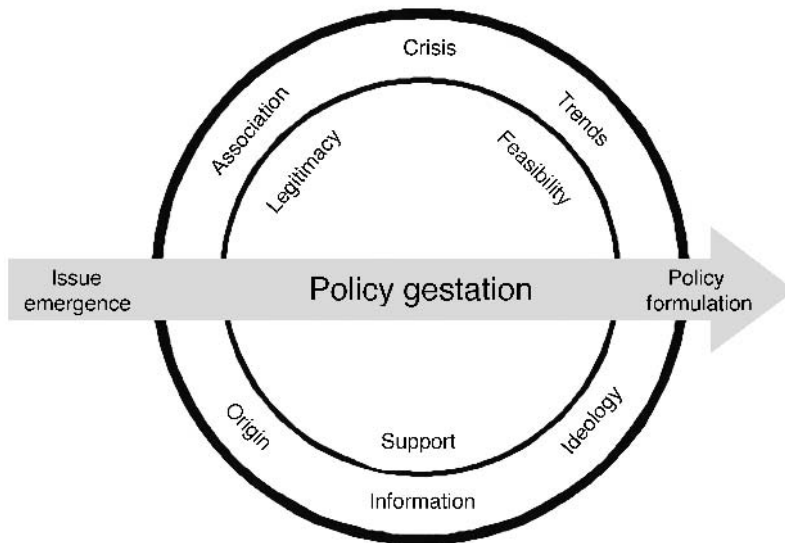 Crisis
Association
Trends
Legitimacy
Feasibility
Issue
emergence
Policy gestation
Policy
formulation
Origin
Support
Ideology
Information